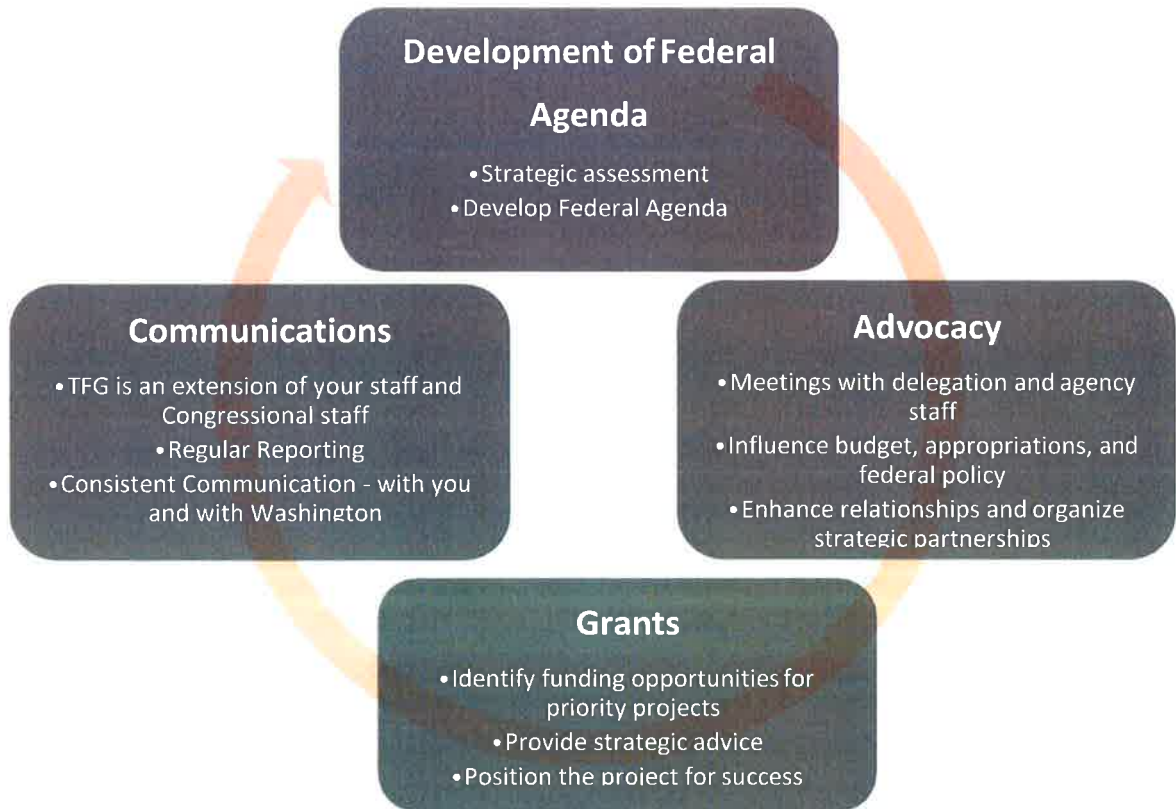 Development of Federal
Agenda
•Strategic assessment
•Develop Federal Agenda
Communications
•TFG is an extension of your staff and
Congressional staff
•Regular Reporting
•Consistent Communication - with you
and with Washington
Advocacy
•Meetings with delegation and agency
staff
•Influence budget, appropriations, and
federal policy
•Enhance relationships and organize
strategic partnerships
Grants
•Identify funding opportunities for
priority projects
•Provide strategic advice
•Position the project for success